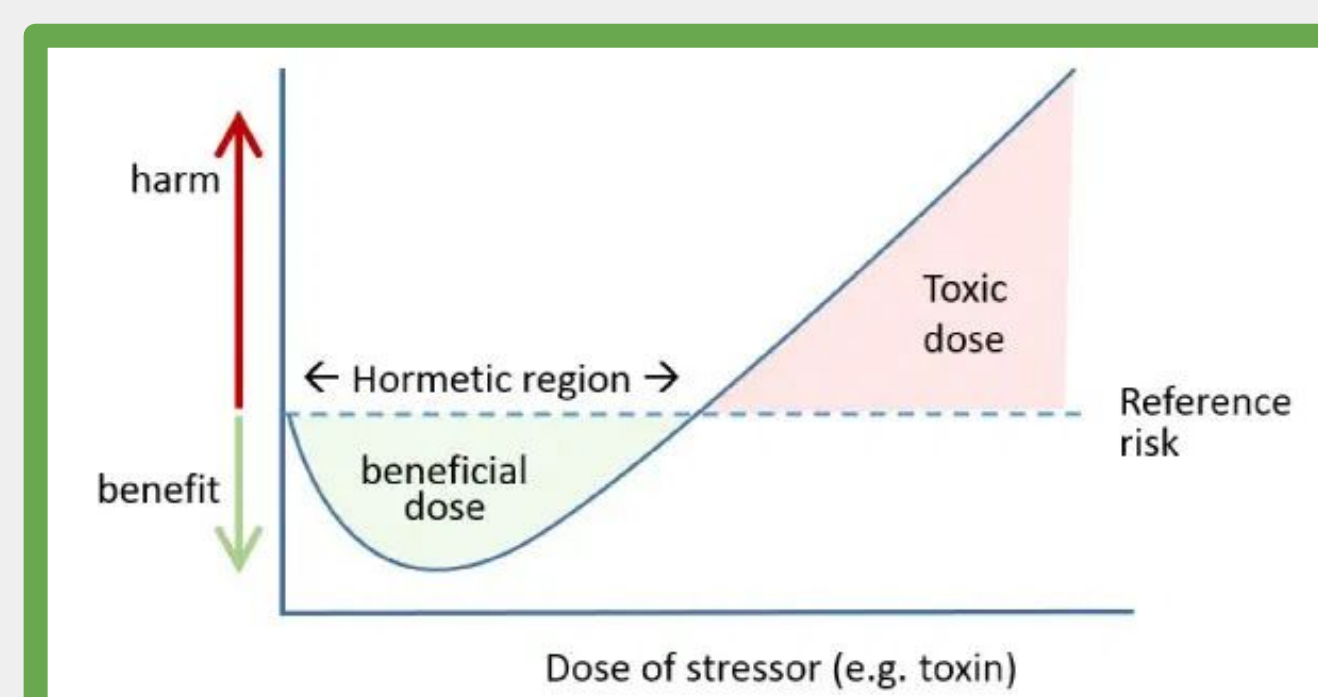 harm
← Hormetic region →
Toxic
dose
Reference
risk
beneficial
dose
benefit
Dose of stressor (e.g. toxin)